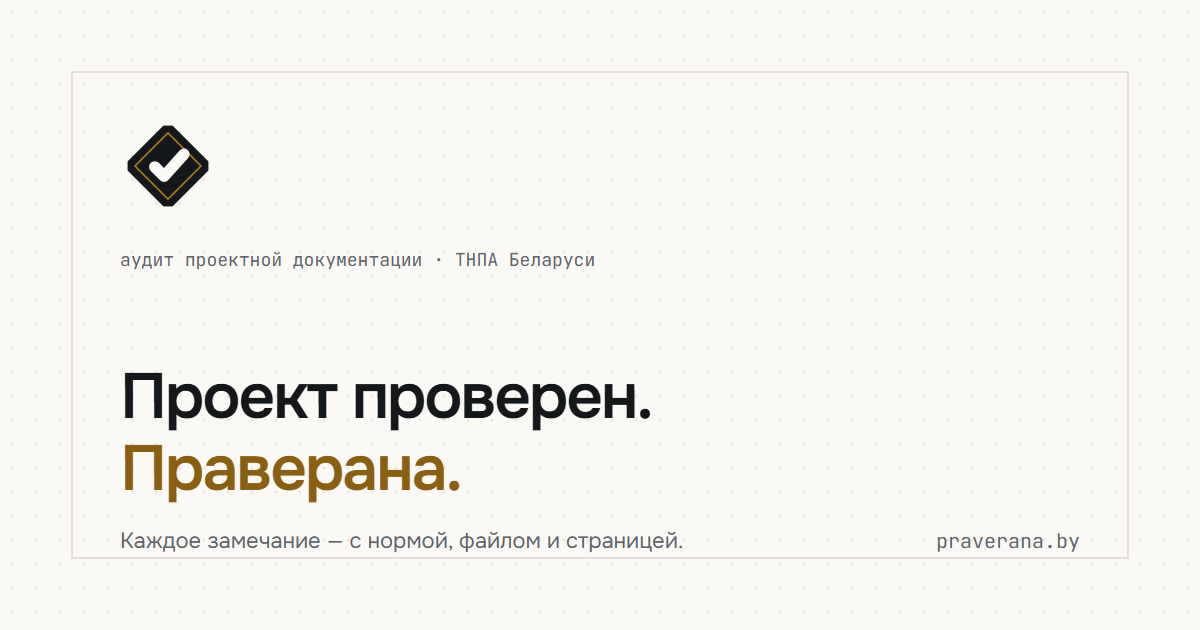 аудит проектной документации · ТНПА Беларуси
Проект проверен.
Праверана.
Каждое замечание — с нормой, файлом и страницей.
praverana.by